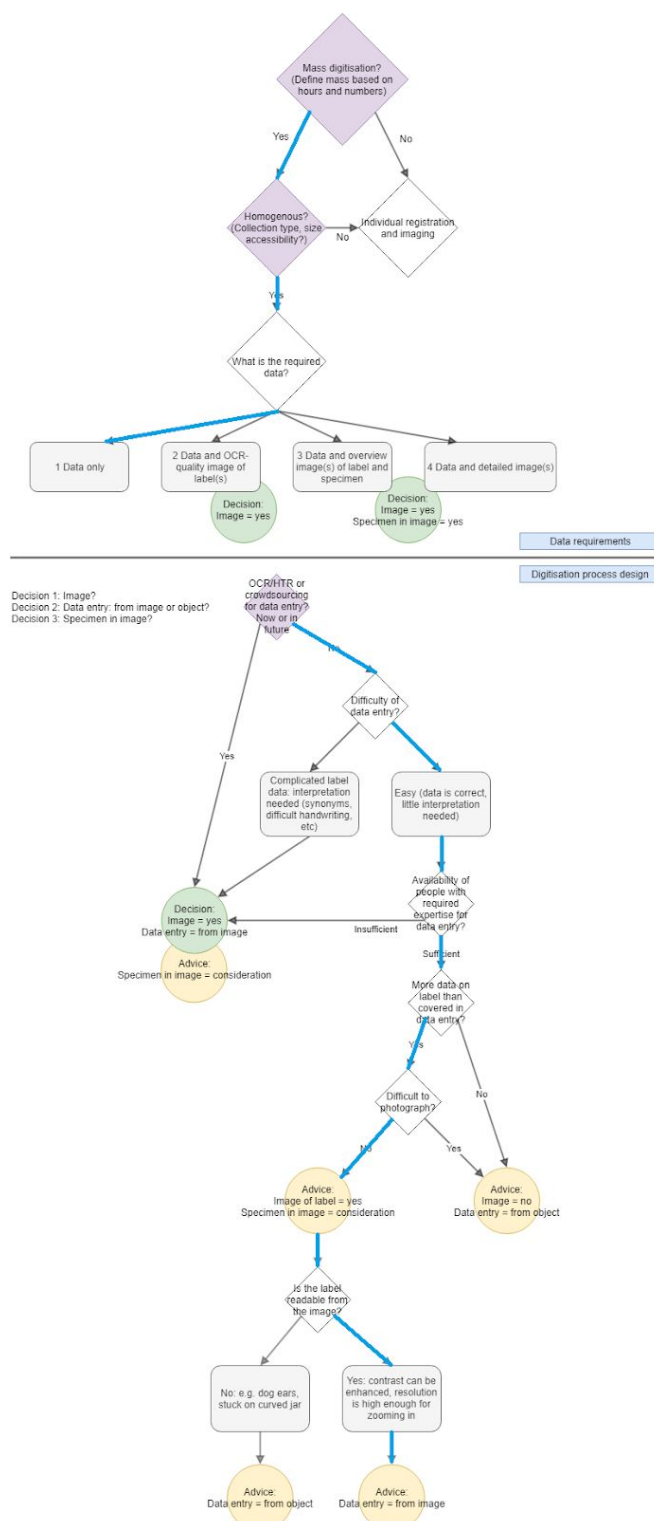 Mass digitisation?
(Define mass based on
hours and numbers)
Yes
No
Homogenous?
(Collection type, size
accessibility?)
No
Individual registration
and imaging
Yes
What is the required
data?
1 Data only
2 Data and OCR-
quality image of
label(s)
3 Data and overview
image(s) of label and
specimen
4 Data and detailed image(s)
Decision:
Image = yes
Decision:
Image = yes
Specimen in image = yes
Data requirements
Digitisation process design
Decision 1: Image?
Decision 2: Data entry: from image or object?
Decision 3: Specimen in image?
OCR/HTR or
crowdsourcing
for data entry?
Now or in
future
No
Difficulty of
data entry?
Yes
Complicated label
data: interpretation
needed (synonyms,
difficult handwriting,
etc)
Easy (data is correct,
little interpretation
needed)
Availability of
people with
required
expertise for
data entry?
Insufficient
Decision:
Image = yes
Data entry = from image
Advice:
Specimen in image = consideration
Sufficient
More data on
label than
covered in
data entry?
Yes
No
Difficult to
photograph?
No
Yes
Advice:
Image of label = yes
Specimen in image = consideration
Advice:
Image = no
Data entry = from object
Is the label
readable from
the image?
No: e.g. dog ears,
stuck on curved jar
Yes: contrast can be
enhanced, resolution
is high enough for
zooming in
Advice:
Data entry = from object
Advice:
Data entry = from image